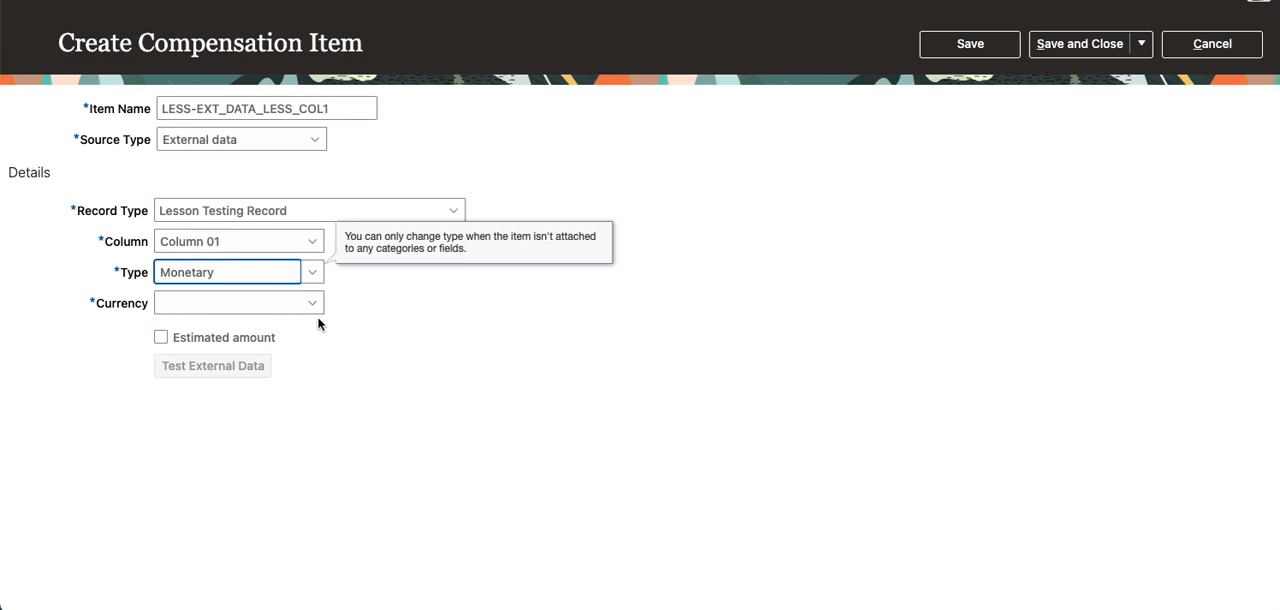 Create Compensation Item
Save
Save and Close
Cancel
*Item Name LESS-EXT_DATA_LESS_COL1
*Source Type External data
Details
*Record Type Lesson Testing Record
*Column Column 01
You can only change type when the item isn't attached
to any categories or fields.
*Type Monetary
*Currency
Estimated amount
Test External Data